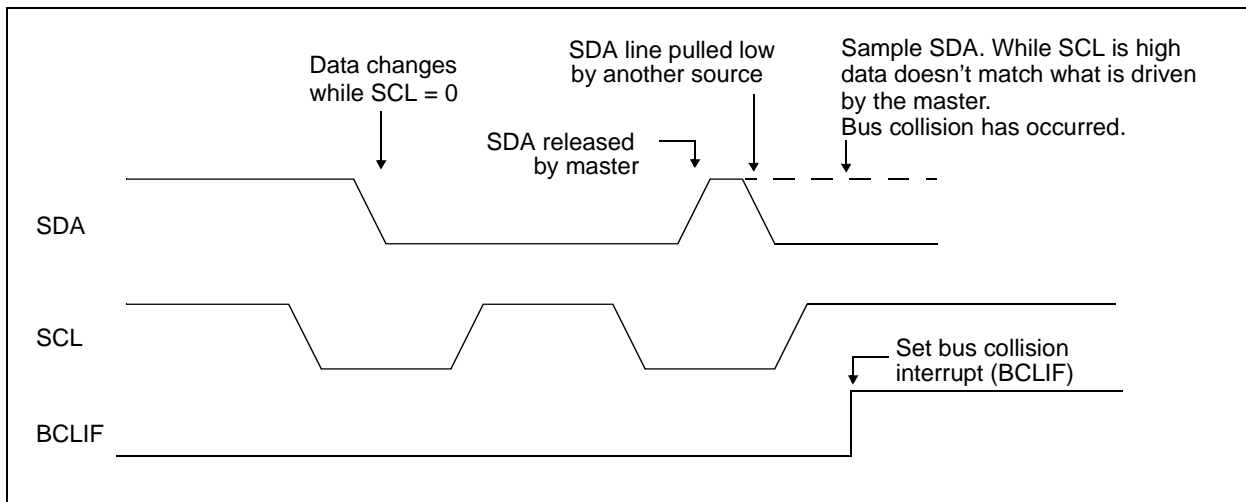 Data changes
while SCL = 0
SDA line pulled low
by another source
Sample SDA. While SCL is high
data doesn't match what is driven
by the master.
Bus collision has occurred.
SDA released
by master
SDA
SCL
Set bus collision
interrupt (BCLIF)
BCLIF